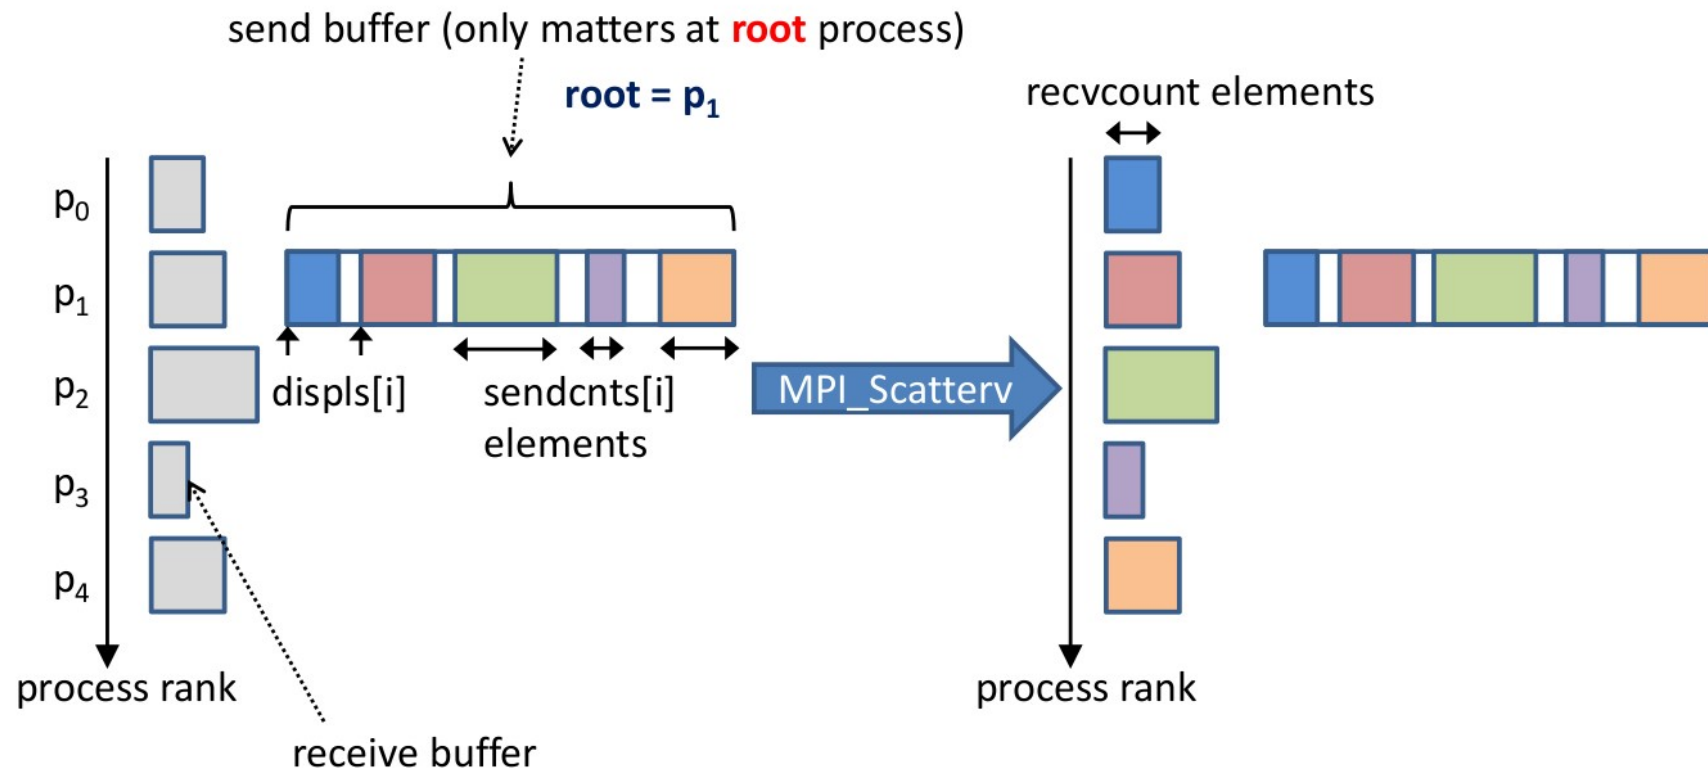 send buffer (only matters at root process)
root = p1
recvcount elements
p0
p1
p2
p3
p4
displs[i]
sendcnts[i]
elements
MPI_Scatterv
process rank
receive buffer
process rank